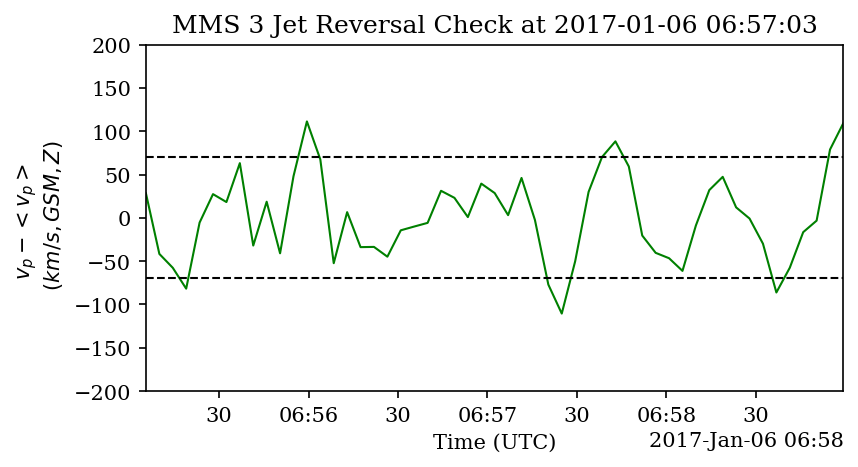 MMS 3 Jet Reversal Check at 2017-01-06 06:57:03
v_p − < v_p >
(km/s, GSM, Z)
200
150
100
50
0
−50
−100
−150
−200
30 06:56 30 06:57 30 06:58 30
Time (UTC)
2017-Jan-06 06:58